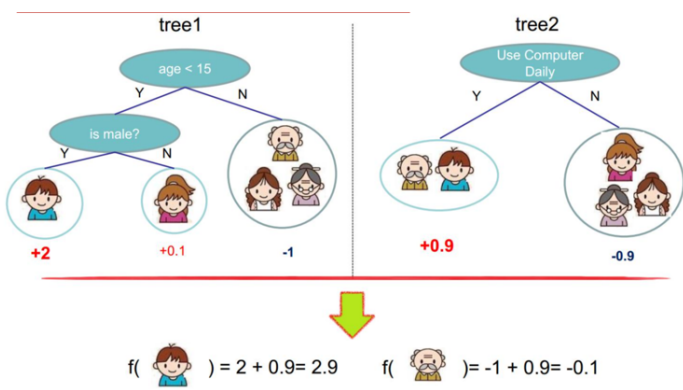 tree1
age < 15
Y
N
is male?
Y
N
+2
+0.1
-1
tree2
Use Computer
Daily
Y
N
+0.9
-0.9
f( ) = 2 + 0.9= 2.9
f( )= -1 + 0.9= -0.1